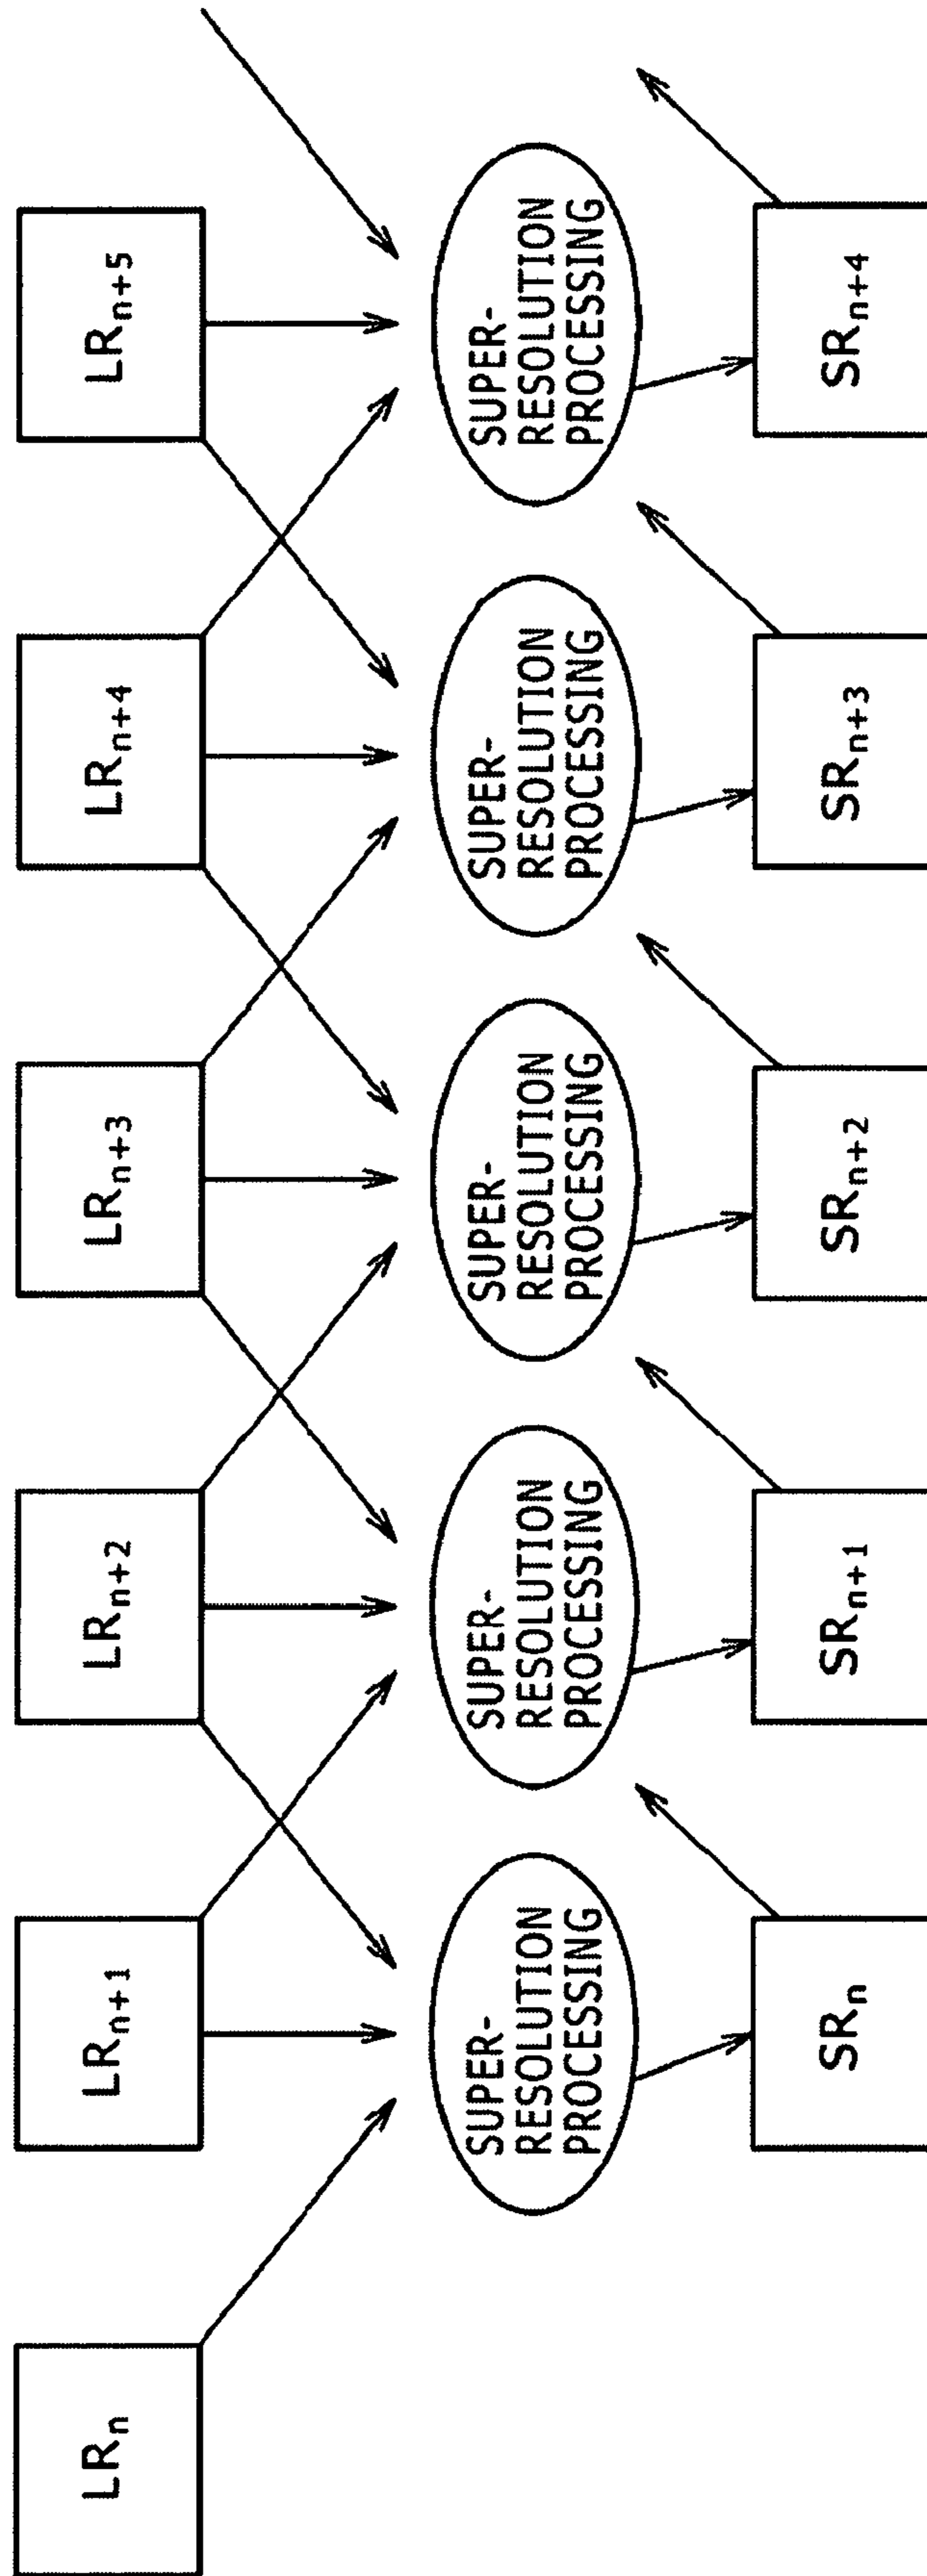 LRn
LRn+1
LRn+2
LRn+3
LRn+4
LRn+5
SUPER-
RESOLUTION
PROCESSING
SUPER-
RESOLUTION
PROCESSING
SUPER-
RESOLUTION
PROCESSING
SUPER-
RESOLUTION
PROCESSING
SUPER-
RESOLUTION
PROCESSING
SRn
SRn+1
SRn+2
SRn+3
SRn+4